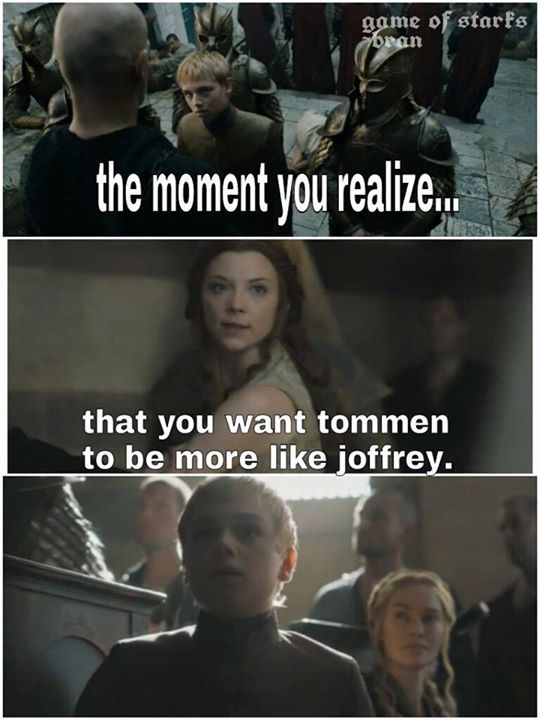 game of starks
~bran
the moment you realize...
that you want tommen
to be more like joffrey.